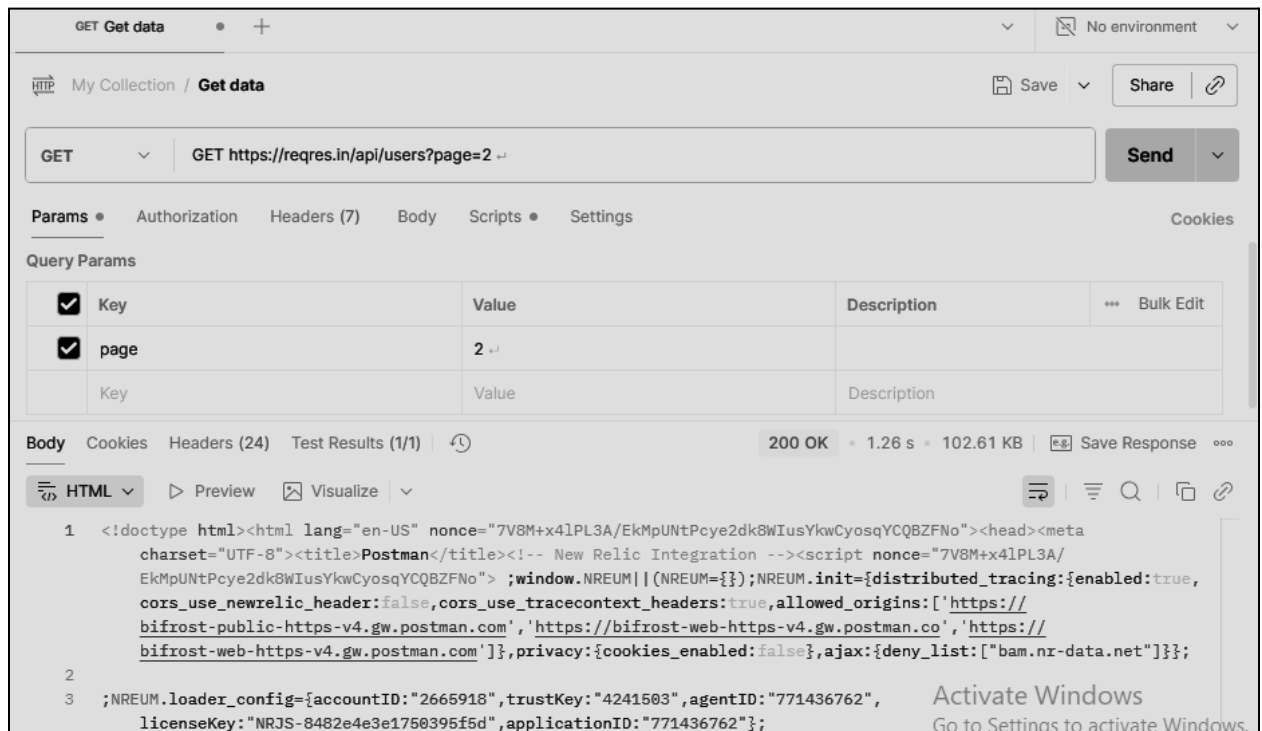 GET Get data
No environment
HTTP My Collection / Get data Save Share
GET GET https://reqres.in/api/users?page=2 ↵ Send
Params Authorization Headers (7) Body Scripts Settings Cookies
Query Params
Key Value Description Bulk Edit
page 2 ↵
Key Value Description
Body Cookies Headers (24) Test Results (1/1) 200 OK 1.26 s 102.61 KB e.g. Save Response
HTML Preview Visualize
1 <!doctype html><html lang="en-US" nonce="7V8M+x4lPL3A/EkMpUNtPcye2dk8WIusYkwCyosqYCQBZFNo"><head><meta
charset="UTF-8"><title>Postman</title><!-- New Relic Integration --><script nonce="7V8M+x4lPL3A/
EkMpUNtPcye2dk8WIusYkwCyosqYCQBZFNo"> ;window.NREUM||(NREUM={});NREUM.init={distributed_tracing:{enabled:true,
cors_use_newrelic_header:false,cors_use_tracecontext_headers:true,allowed_origins:['https://
bifrost-public-https-v4.gw.postman.com','https://bifrost-web-https-v4.gw.postman.co','https://
bifrost-web-https-v4.gw.postman.com']},privacy:{cookies_enabled:false},ajax:{deny_list:["bam.nr-data.net"]}};
2
3 ;NREUM.loader_config={accountID:"2665918",trustKey:"4241503",agentID:"771436762",
licenseKey:"NRJS-8482e4e3e1750395f5d",applicationID:"771436762"};
Activate Windows
Go to Settings to activate Windows.